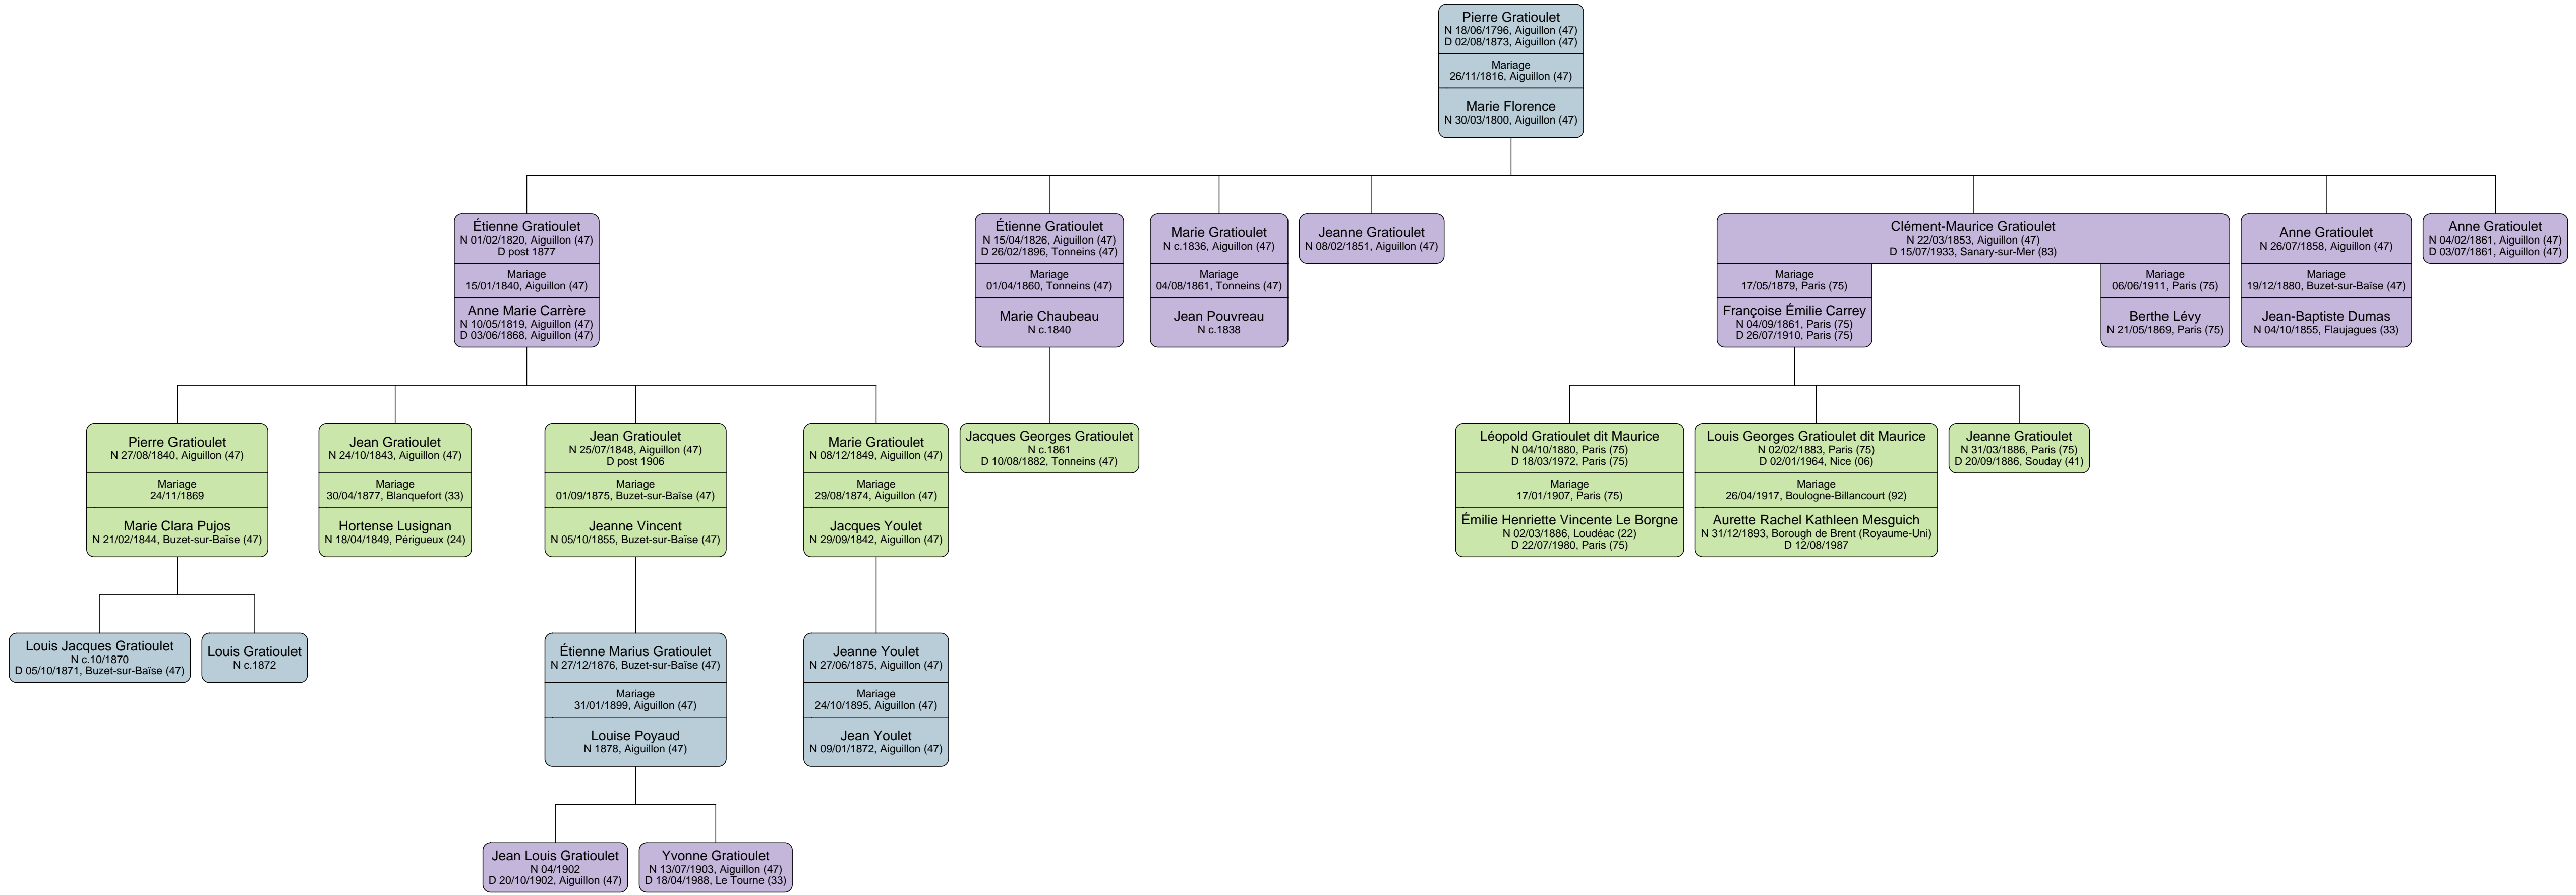 Pierre Gratioulet
N 18/06/1796, Aiguillon (47)
D 02/08/1873, Aiguillon (47)
Mariage
26/11/1816, Aiguillon (47)
Marie Florence
N 30/03/1800, Aiguillon (47)
Étienne Gratioulet
N 01/02/1820, Aiguillon (47)
D post 1877
Mariage
15/01/1840, Aiguillon (47)
Anne Marie Carrère
N 10/05/1819, Aiguillon (47)
D 03/06/1868, Aiguillon (47)
Étienne Gratioulet
N 15/04/1826, Aiguillon (47)
D 26/02/1896, Tonneins (47)
Mariage
01/04/1860, Tonneins (47)
Marie Chaubeau
N c.1840
Marie Gratioulet
N c.1836, Aiguillon (47)
Mariage
04/08/1861, Tonneins (47)
Jean Pouvreau
N c.1838
Jeanne Gratioulet
N 08/02/1851, Aiguillon (47)
Clément-Maurice Gratioulet
N 22/03/1853, Aiguillon (47)
D 15/07/1933, Sanary-sur-Mer (83)
Mariage
17/05/1879, Paris (75)
Françoise Émilie Carrey
N 04/09/1861, Paris (75)
D 26/07/1910, Paris (75)
Mariage
06/06/1911, Paris (75)
Berthe Lévy
N 21/05/1869, Paris (75)
Anne Gratioulet
N 26/07/1858, Aiguillon (47)
Mariage
19/12/1880, Buzet-sur-Baïse (47)
Jean-Baptiste Dumas
N 04/10/1855, Flaujagues (33)
Anne Gratioulet
N 04/02/1861, Aiguillon (47)
D 03/07/1861, Aiguillon (47)
Pierre Gratioulet
N 27/08/1840, Aiguillon (47)
Mariage
24/11/1869
Marie Clara Pujos
N 21/02/1844, Buzet-sur-Baïse (47)
Jean Gratioulet
N 24/10/1843, Aiguillon (47)
Mariage
30/04/1877, Blanquefort (33)
Hortense Lusignan
N 18/04/1849, Périgueux (24)
Jean Gratioulet
N 25/07/1848, Aiguillon (47)
D post 1906
Mariage
01/09/1875, Buzet-sur-Baïse (47)
Jeanne Vincent
N 05/10/1855, Buzet-sur-Baïse (47)
Marie Gratioulet
N 08/12/1849, Aiguillon (47)
Mariage
29/08/1874, Aiguillon (47)
Jacques Youlet
N 29/09/1842, Aiguillon (47)
Jacques Georges Gratioulet
N c.1861
D 10/08/1882, Tonneins (47)
Léopold Gratioulet dit Maurice
N 04/10/1880, Paris (75)
D 18/03/1972, Paris (75)
Mariage
17/01/1907, Paris (75)
Émilie Henriette Vincente Le Borgne
N 02/03/1886, Loudéac (22)
D 22/07/1980, Paris (75)
Louis Georges Gratioulet dit Maurice
N 02/02/1883, Paris (75)
D 02/01/1964, Nice (06)
Mariage
26/04/1917, Boulogne-Billancourt (92)
Aurette Rachel Kathleen Mesguich
N 31/12/1893, Borough de Brent (Royaume-Uni)
D 12/08/1987
Jeanne Gratioulet
N 31/03/1886, Paris (75)
D 20/09/1886, Souday (41)
Louis Jacques Gratioulet
N c.10/1870
D 05/10/1871, Buzet-sur-Baïse (47)
Louis Gratioulet
N c.1872
Étienne Marius Gratioulet
N 27/12/1876, Buzet-sur-Baïse (47)
Mariage
31/01/1899, Aiguillon (47)
Louise Poyaud
N 1878, Aiguillon (47)
Jeanne Youlet
N 27/06/1875, Aiguillon (47)
Mariage
24/10/1895, Aiguillon (47)
Jean Youlet
N 09/01/1872, Aiguillon (47)
Jean Louis Gratioulet
N 04/1902
D 20/10/1902, Aiguillon (47)
Yvonne Gratioulet
N 13/07/1903, Aiguillon (47)
D 18/04/1988, Le Tourne (33)